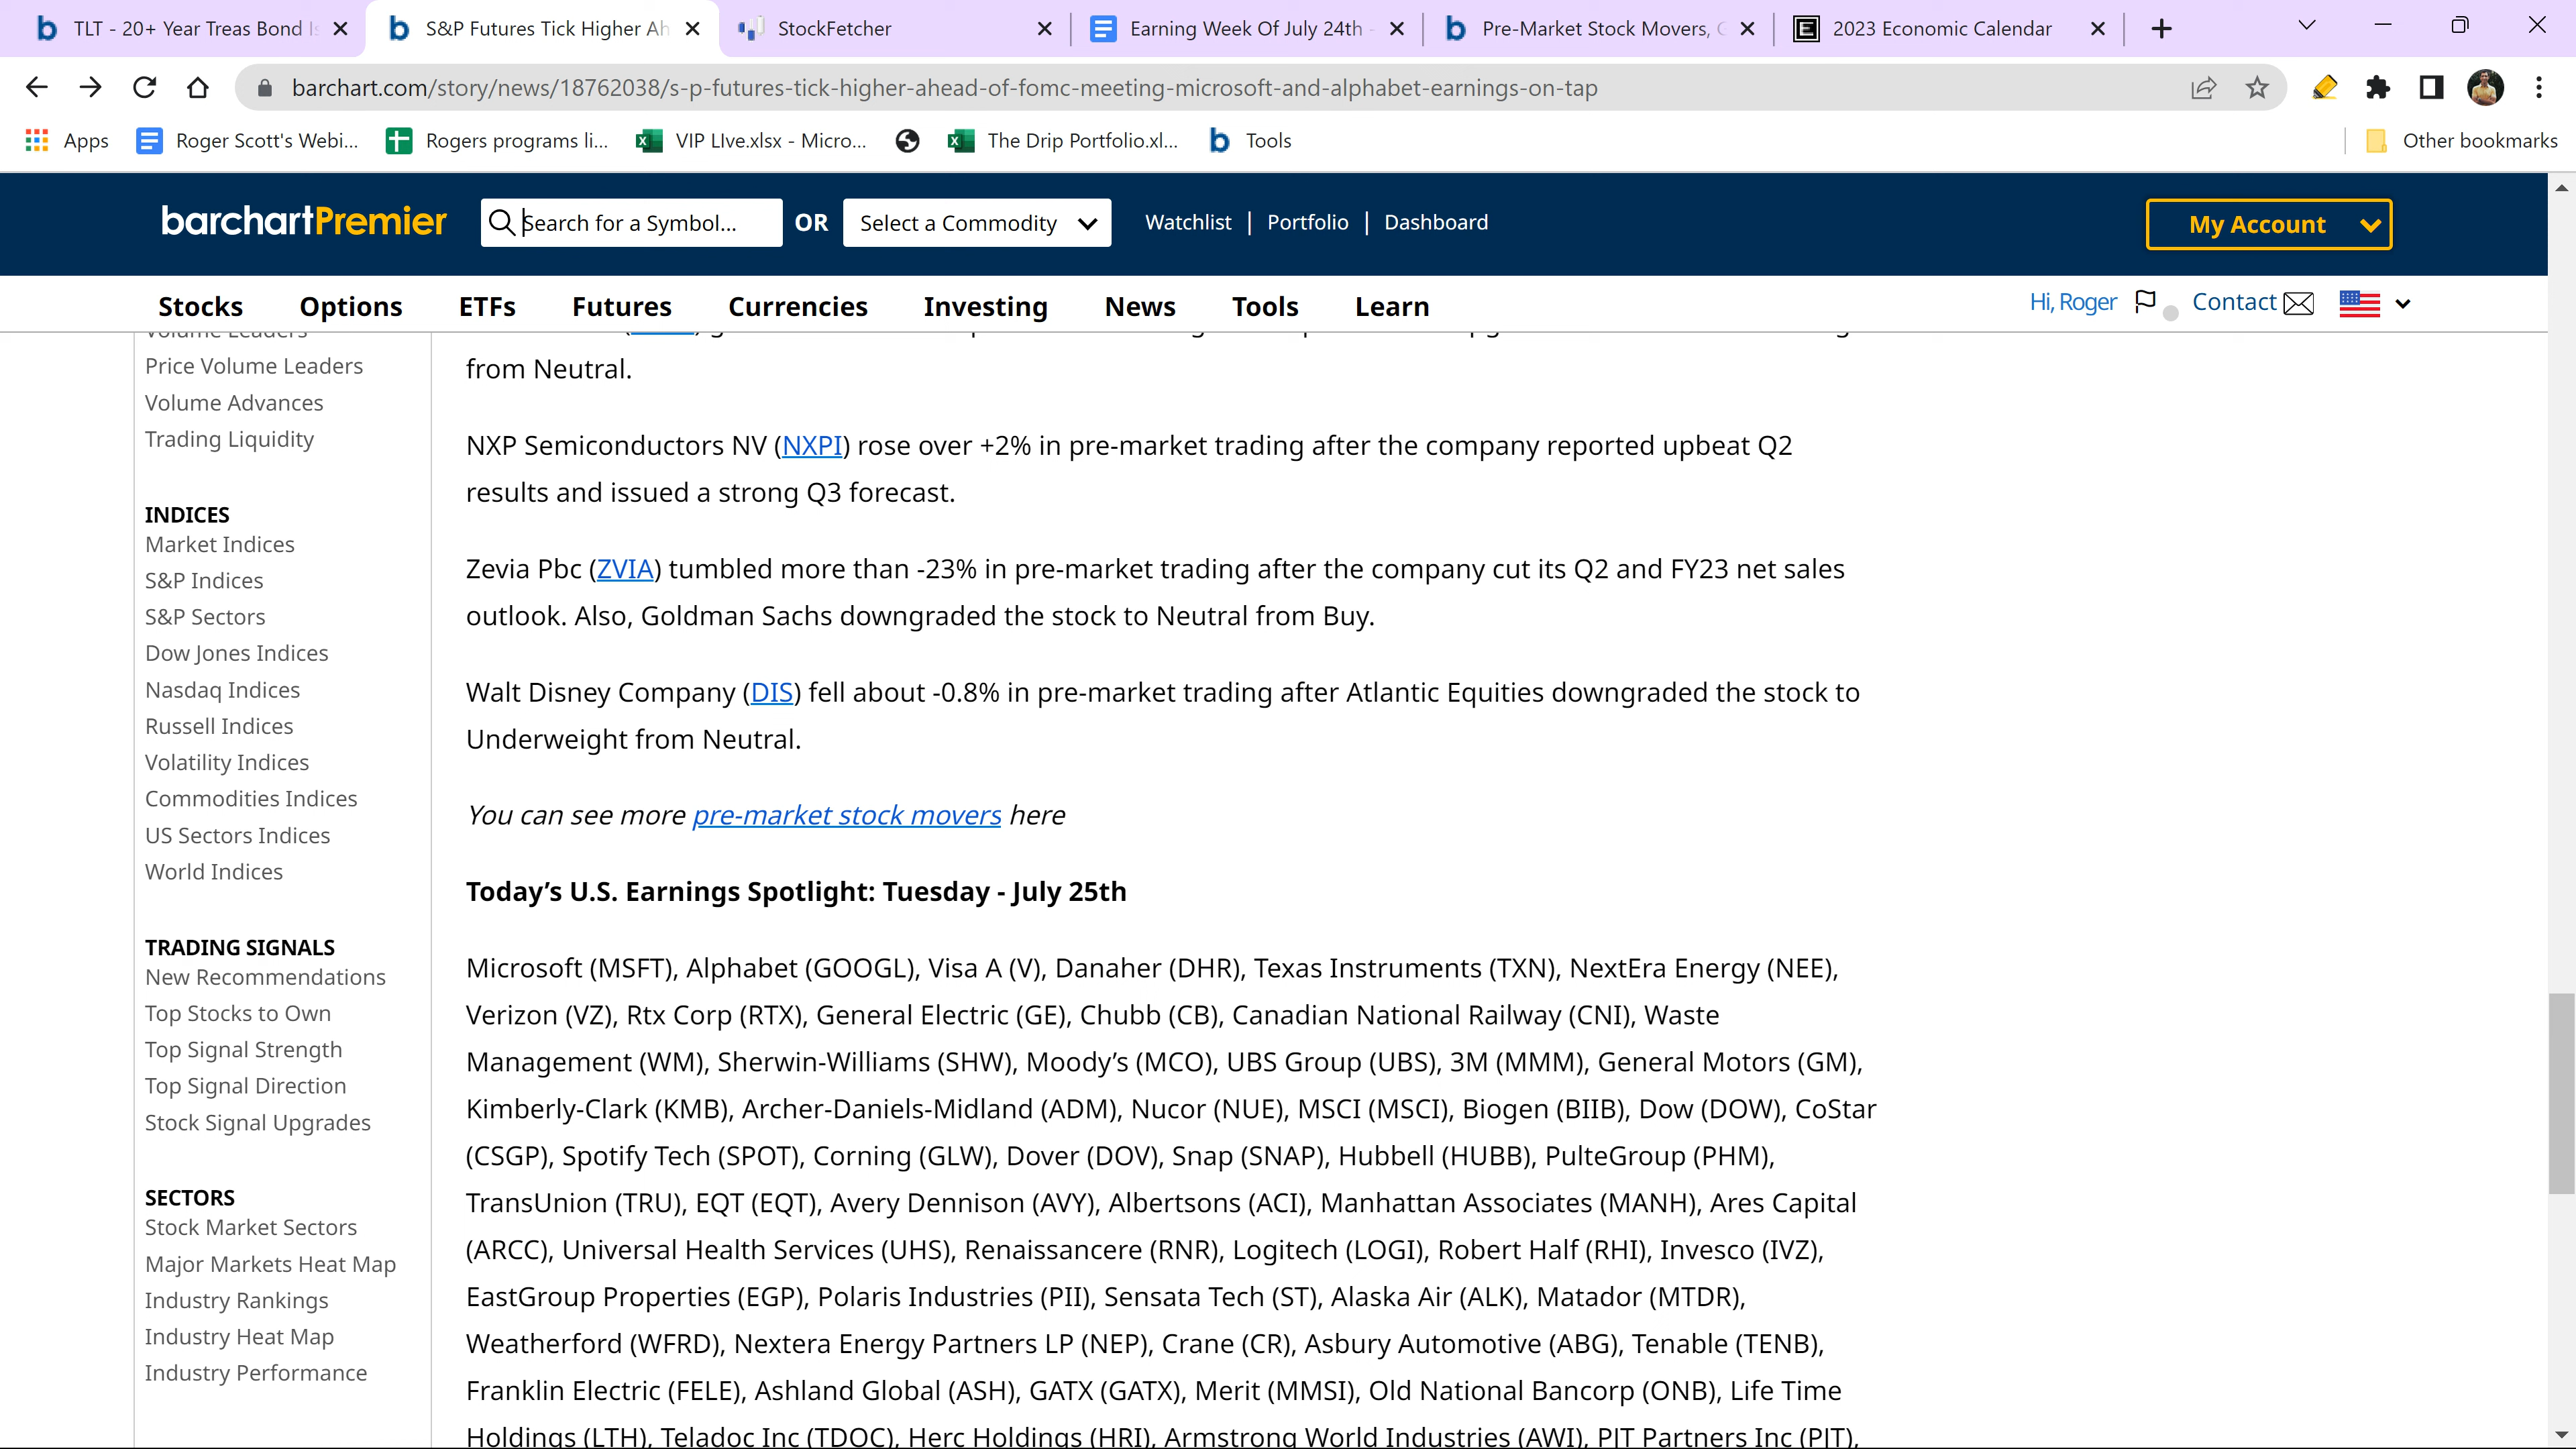 TLT - 20+ Year Treas Bond Is
S&P Futures Tick Higher Ah
StockFetcher
Earning Week Of July 24th -
Pre-Market Stock Movers, G
2023 Economic Calendar
barchart.com/story/news/18762038/s-p-futures-tick-higher-ahead-of-fomc-meeting-microsoft-and-alphabet-earnings-on-tap
Apps Roger Scott's Webi... Rogers programs li... VIP LIve.xlsx - Micro... The Drip Portfolio.xl... Tools Other bookmarks
barchartPremier Search for a Symbol... OR Select a Commodity Watchlist | Portfolio | Dashboard My Account
Stocks Options ETFs Futures Currencies Investing News Tools Learn Hi, Roger Contact
Volume Leaders
Price Volume Leaders
Volume Advances
Trading Liquidity
INDICES
Market Indices
S&P Indices
S&P Sectors
Dow Jones Indices
Nasdaq Indices
Russell Indices
Volatility Indices
Commodities Indices
US Sectors Indices
World Indices
TRADING SIGNALS
New Recommendations
Top Stocks to Own
Top Signal Strength
Top Signal Direction
Stock Signal Upgrades
SECTORS
Stock Market Sectors
Major Markets Heat Map
Industry Rankings
Industry Heat Map
Industry Performance
from Neutral.
NXP Semiconductors NV (NXPI) rose over +2% in pre-market trading after the company reported upbeat Q2
results and issued a strong Q3 forecast.
Zevia Pbc (ZVIA) tumbled more than -23% in pre-market trading after the company cut its Q2 and FY23 net sales
outlook. Also, Goldman Sachs downgraded the stock to Neutral from Buy.
Walt Disney Company (DIS) fell about -0.8% in pre-market trading after Atlantic Equities downgraded the stock to
Underweight from Neutral.
You can see more pre-market stock movers here
Today’s U.S. Earnings Spotlight: Tuesday - July 25th
Microsoft (MSFT), Alphabet (GOOGL), Visa A (V), Danaher (DHR), Texas Instruments (TXN), NextEra Energy (NEE),
Verizon (VZ), Rtx Corp (RTX), General Electric (GE), Chubb (CB), Canadian National Railway (CNI), Waste
Management (WM), Sherwin-Williams (SHW), Moody’s (MCO), UBS Group (UBS), 3M (MMM), General Motors (GM),
Kimberly-Clark (KMB), Archer-Daniels-Midland (ADM), Nucor (NUE), MSCI (MSCI), Biogen (BIIB), Dow (DOW), CoStar
(CSGP), Spotify Tech (SPOT), Corning (GLW), Dover (DOV), Snap (SNAP), Hubbell (HUBB), PulteGroup (PHM),
TransUnion (TRU), EQT (EQT), Avery Dennison (AVY), Albertsons (ACI), Manhattan Associates (MANH), Ares Capital
(ARCC), Universal Health Services (UHS), Renaissancere (RNR), Logitech (LOGI), Robert Half (RHI), Invesco (IVZ),
EastGroup Properties (EGP), Polaris Industries (PII), Sensata Tech (ST), Alaska Air (ALK), Matador (MTDR),
Weatherford (WFRD), Nextera Energy Partners LP (NEP), Crane (CR), Asbury Automotive (ABG), Tenable (TENB),
Franklin Electric (FELE), Ashland Global (ASH), GATX (GATX), Merit (MMSI), Old National Bancorp (ONB), Life Time
Holdings (LTH), Teladoc Inc (TDOC), Herc Holdings (HRI), Armstrong World Industries (AWI), PJT Partners Inc (PJT),